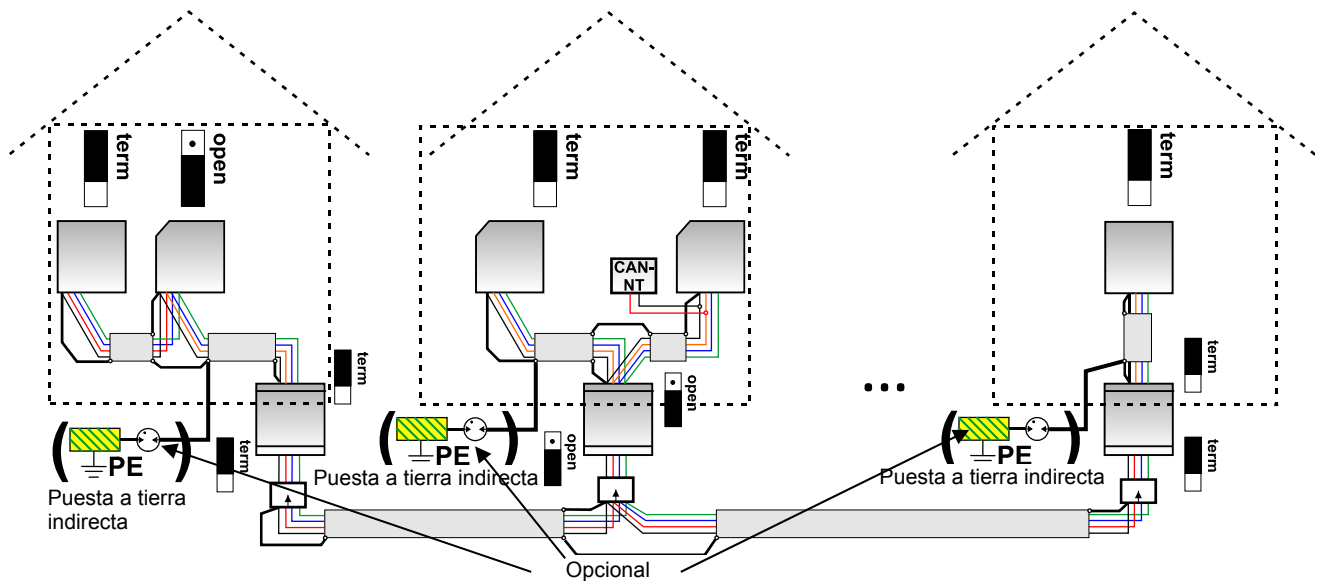 term
open
term
term
term
CAN-
NT
term
open
term
...
PE
term
Puesta a tierra
indirecta
PE
open
Puesta a tierra indirecta
PE
term
Puesta a tierra indirecta
Opcional